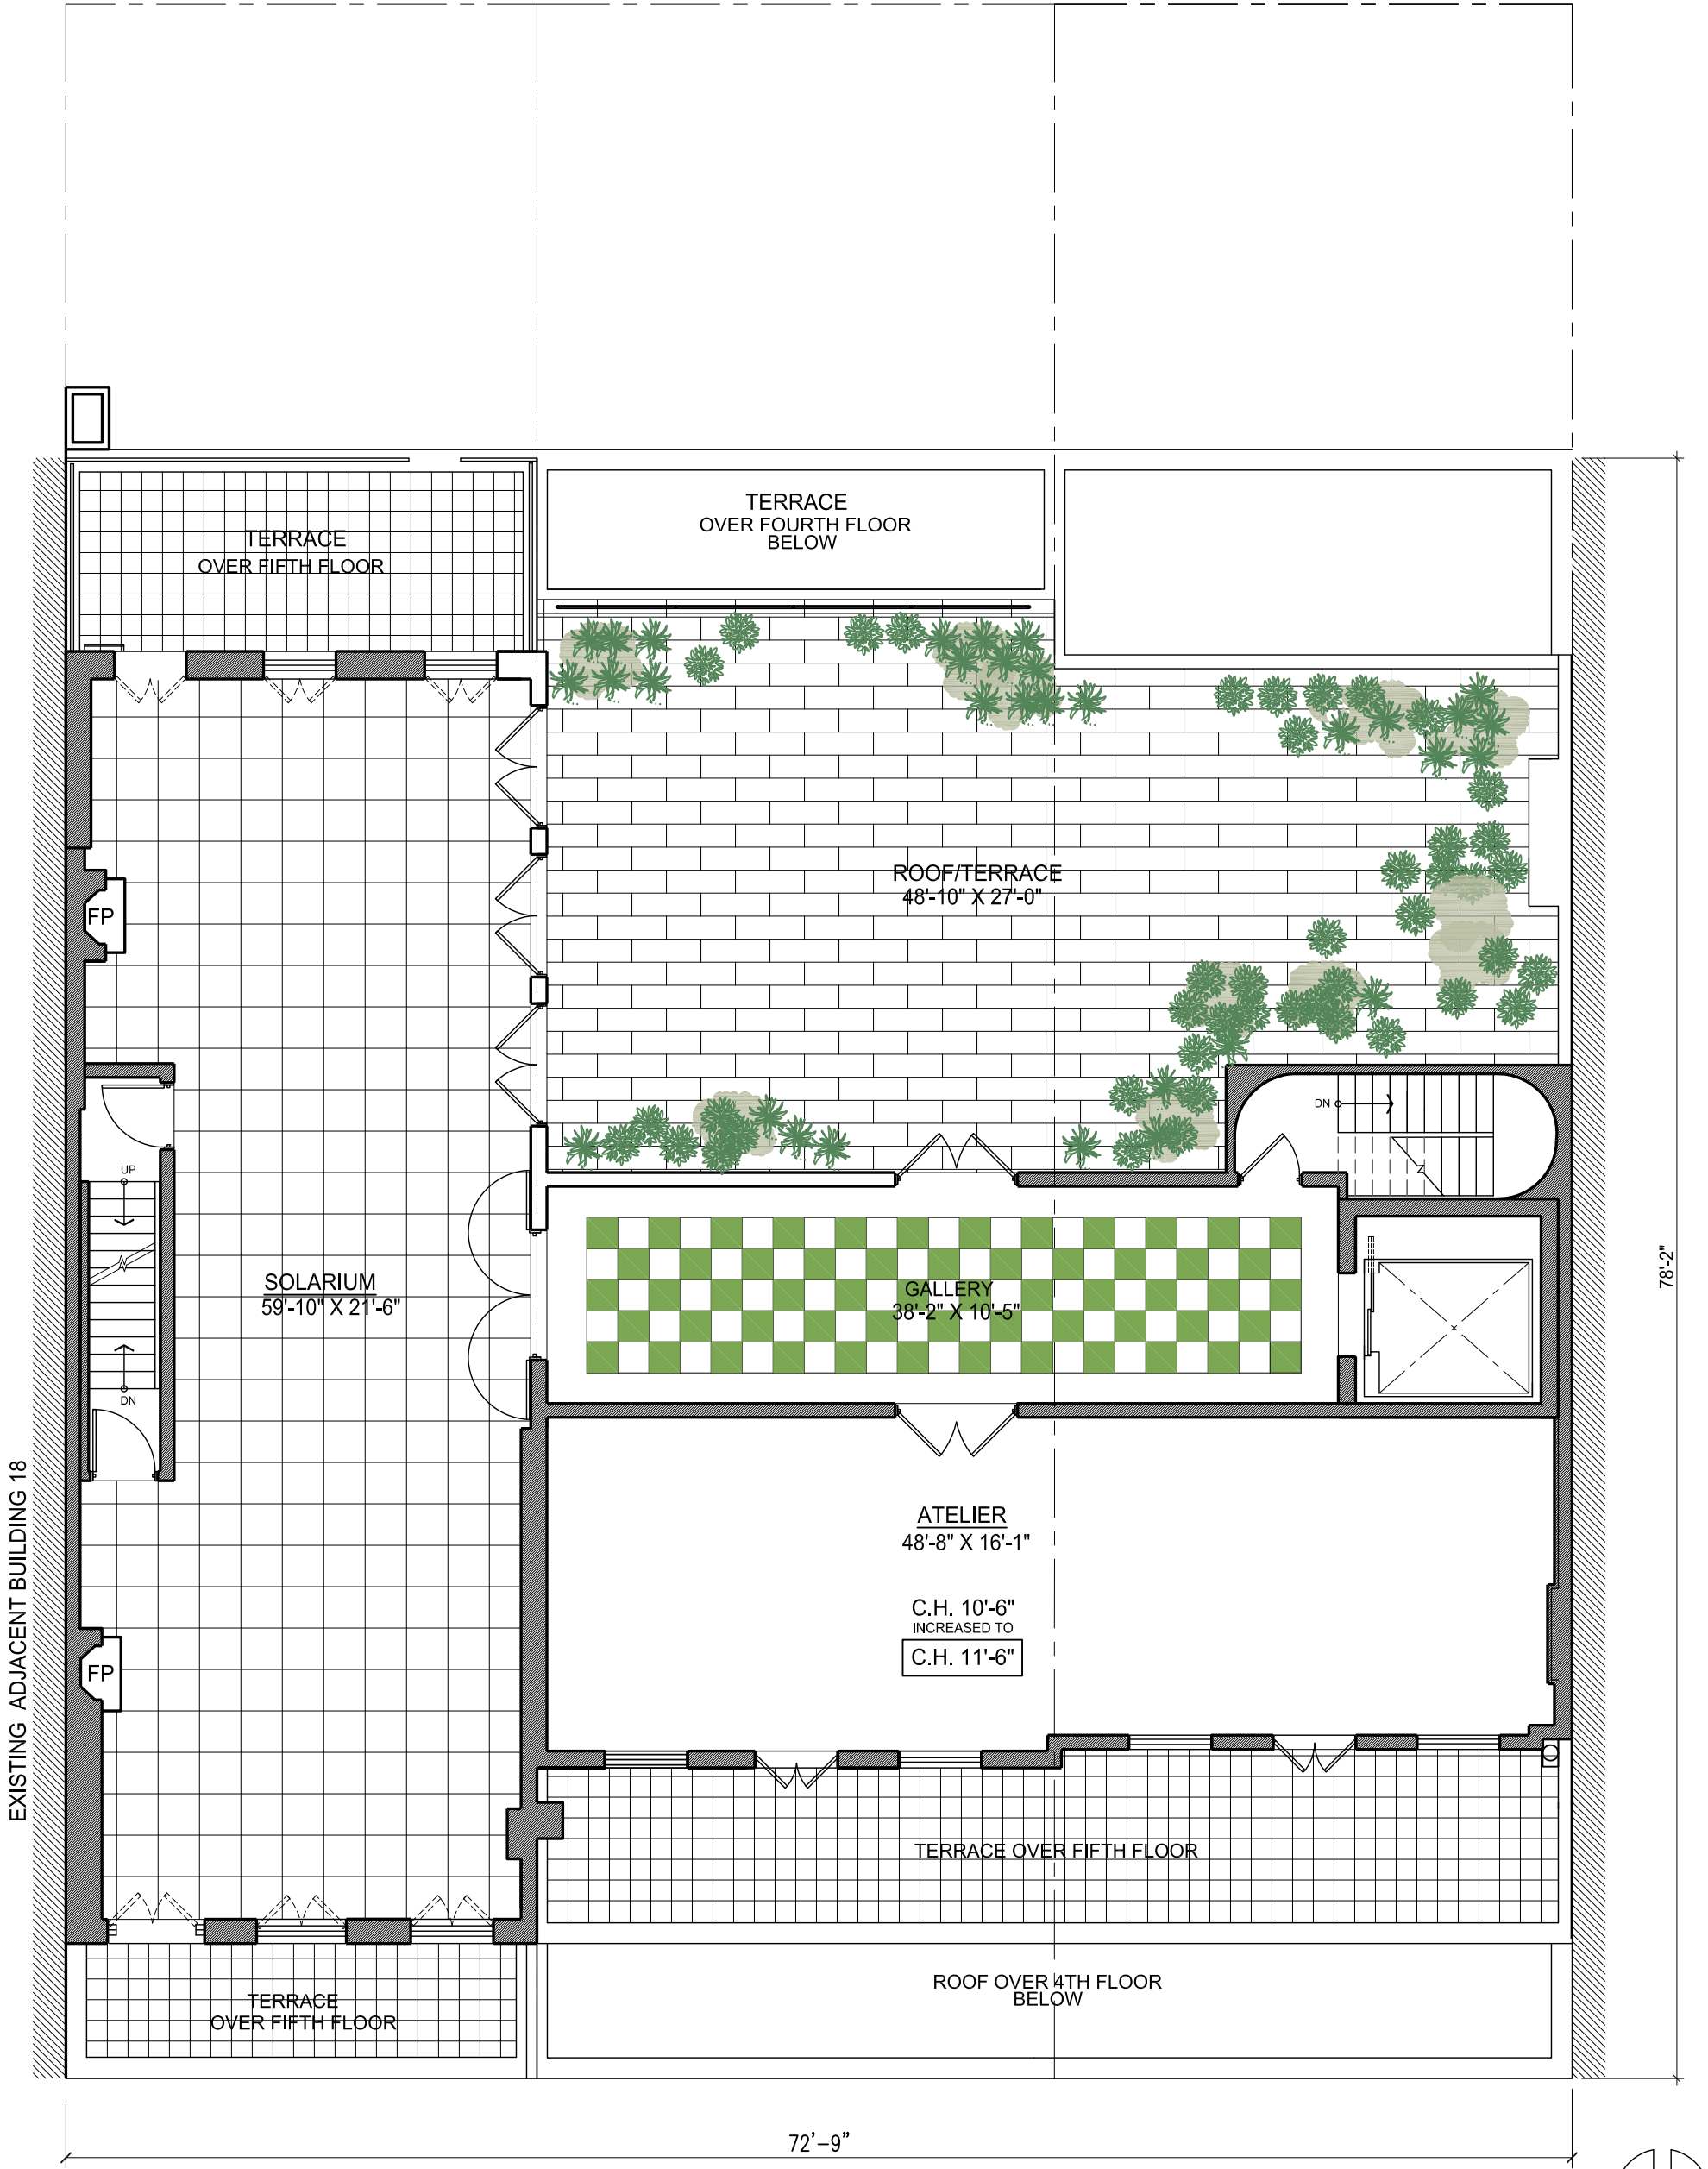 TERRACE
OVER FIFTH FLOOR
TERRACE
OVER FOURTH FLOOR
BELOW
ROOF/TERRACE
48'-10" X 27'-0"
FP
DN
UP
SOLARIUM
59'-10" X 21'-6"
GALLERY
38'-2" X 10'-5"
78'-2"
DN
ATELIER
48'-8" X 16'-1"
C.H. 10'-6"
INCREASED TO
C.H. 11'-6"
FP
EXISTING ADJACENT BUILDING 18
TERRACE OVER FIFTH FLOOR
TERRACE
OVER FIFTH FLOOR
ROOF OVER 4TH FLOOR
BELOW
72'-9"